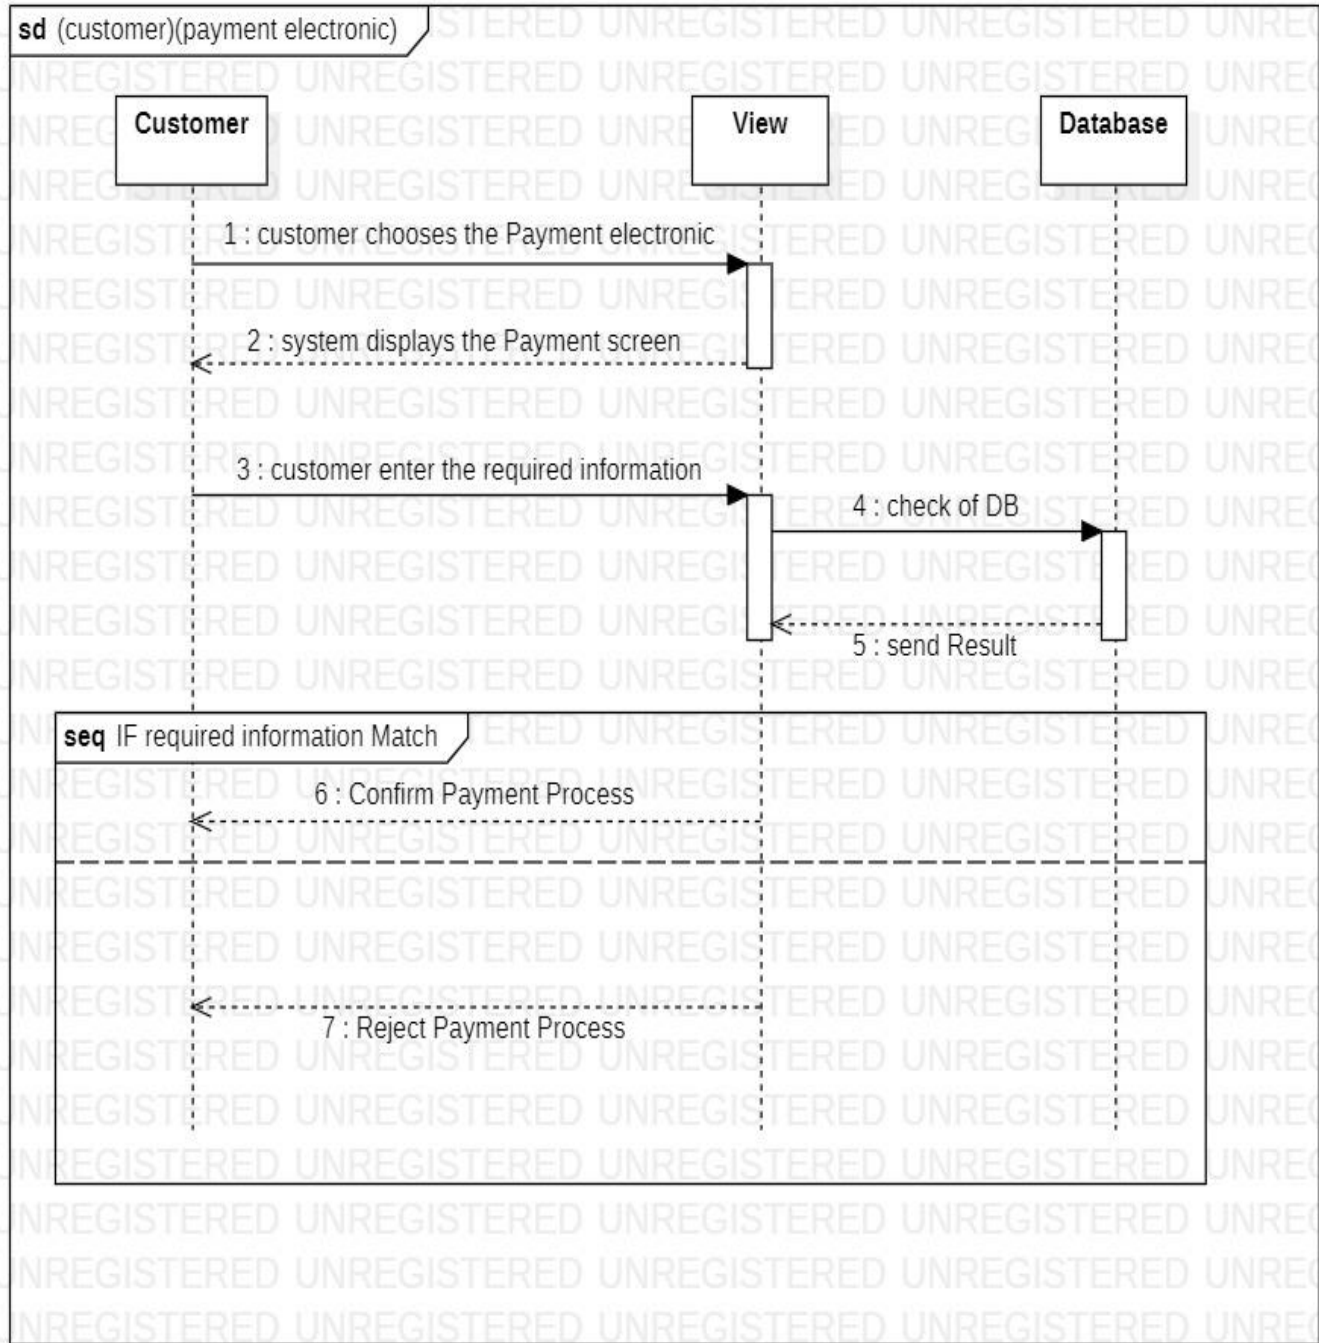 sd (customer)(payment electronic)
Customer
View
Database
1 : customer chooses the Payment electronic
2 : system displays the Payment screen
3 : customer enter the required information
4 : check of DB
5 : send Result
seq IF required information Match
6 : Confirm Payment Process
7 : Reject Payment Process
UNREGISTERED